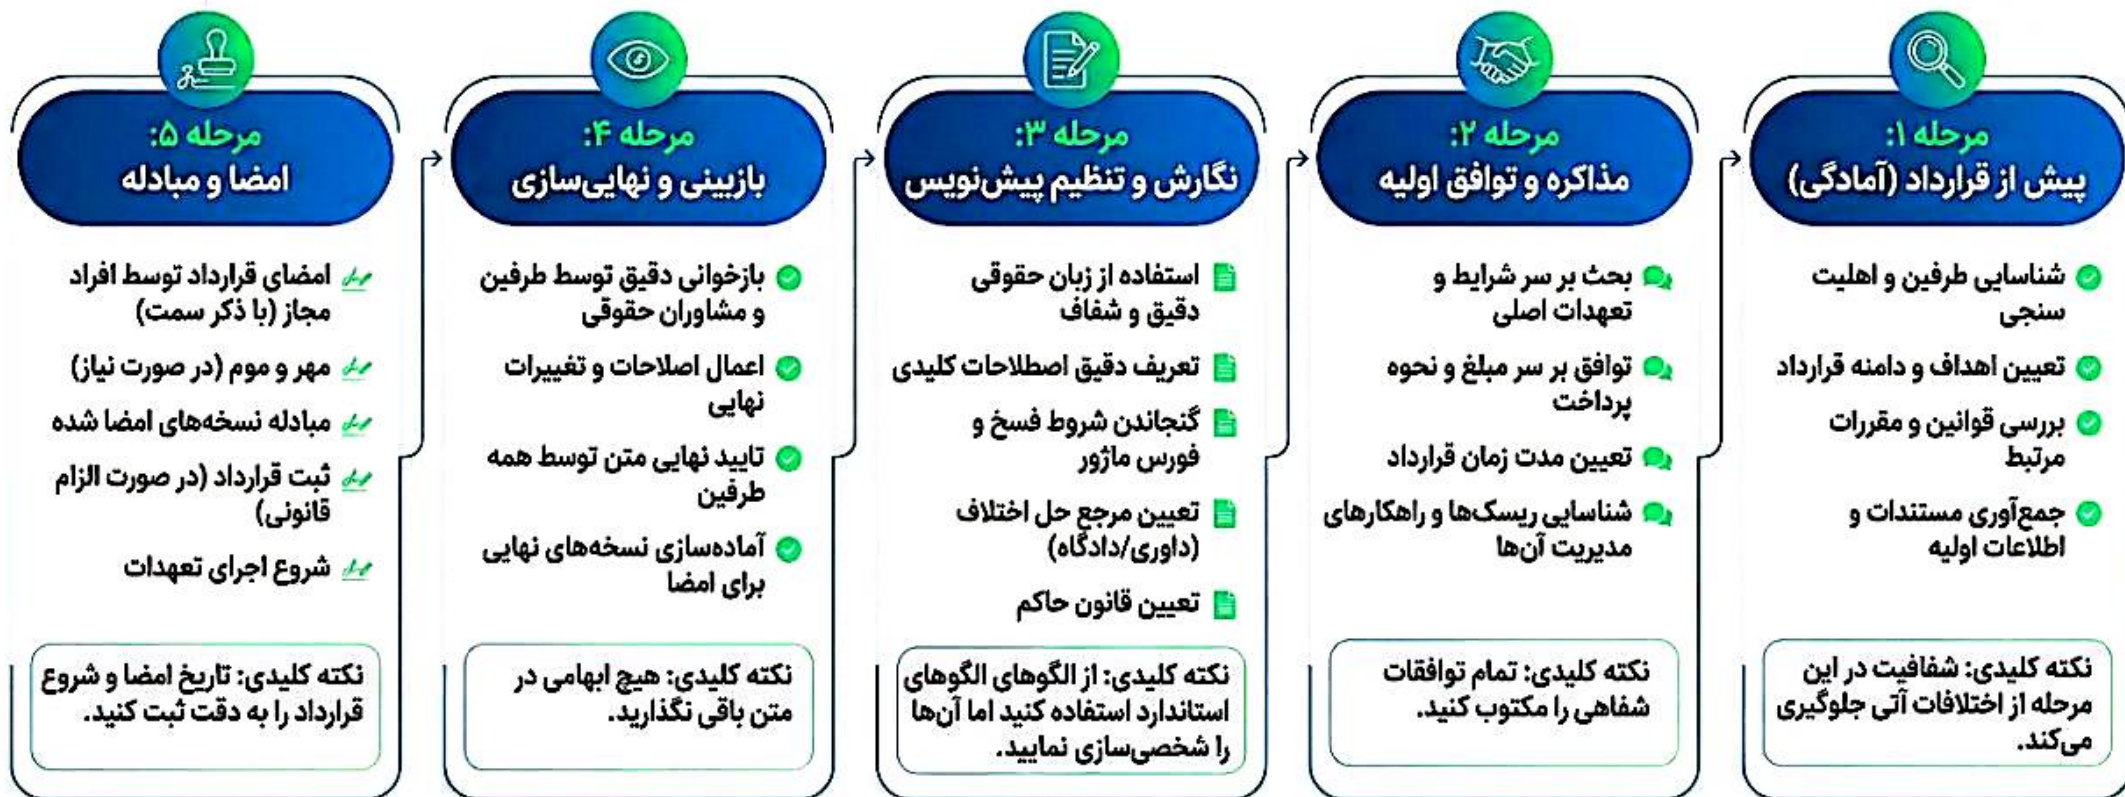 مرحله ۱:
پیش از قرارداد (آمادگی)
شناسایی طرفین و اهلیت
سنجی
تعیین اهداف و دامنه قرارداد
بررسی قوانین و مقررات
مرتبط
جمع‌آوری مستندات و
اطلاعات اولیه
نکته کلیدی: شفافیت در این
مرحله از اختلافات آتی جلوگیری
می‌کند.
مرحله ۲:
مذاکره و توافق اولیه
بحث بر سر شرایط و
تعهدات اصلی
توافق بر سر مبلغ و نحوه
پرداخت
تعیین مدت زمان قرارداد
شناسایی ریسک‌ها و راهکارهای
مدیریت آن‌ها
نکته کلیدی: تمام توافقات
شفاهی را مکتوب کنید.
مرحله ۳:
نگارش و تنظیم پیش‌نویس
استفاده از زبان حقوقی
دقیق و شفاف
تعریف دقیق اصطلاحات کلیدی
گنجاندن شروط فسخ و
فورس ماژور
تعیین مرجع حل اختلاف
(داوری/دادگاه)
تعیین قانون حاکم
نکته کلیدی: از الگوهای الگوهای
استاندارد استفاده کنید اما آن‌ها
را شخصی‌سازی نمایید.
مرحله ۴:
بازبینی و نهایی‌سازی
بازخوانی دقیق توسط طرفین
و مشاوران حقوقی
اعمال اصلاحات و تغییرات
نهایی
تایید نهایی متن توسط همه
طرفین
آماده‌سازی نسخه‌های نهایی
برای امضا
نکته کلیدی: هیچ ابهامی در
متن باقی نگذارید.
مرحله ۵:
امضا و مبادله
امضای قرارداد توسط افراد
مجاز (با ذکر سمت)
مهر و موم (در صورت نیاز)
مبادله نسخه‌های امضا شده
ثبت قرارداد (در صورت الزام
قانونی)
شروع اجرای تعهدات
نکته کلیدی: تاریخ امضا و شروع
قرارداد را به دقت ثبت کنید.